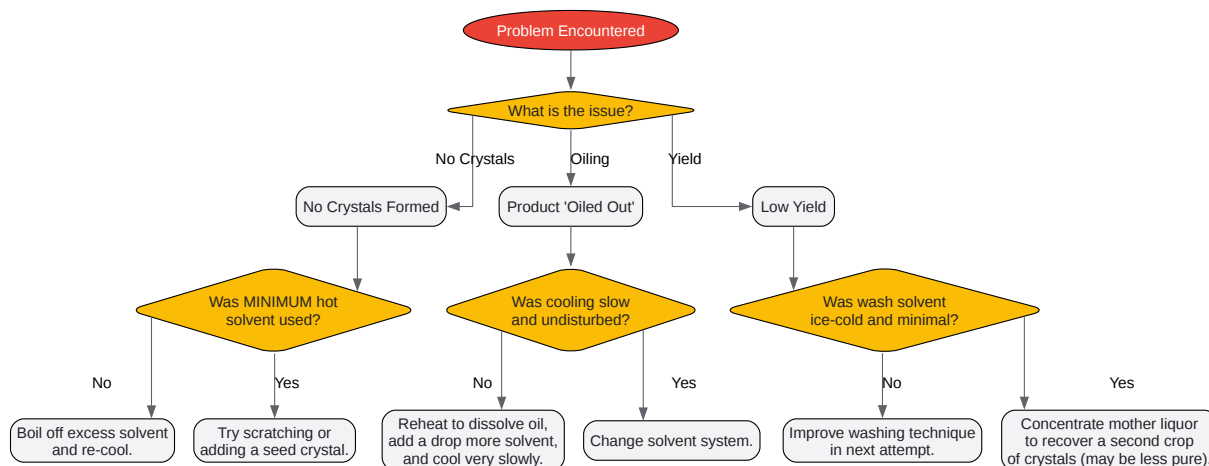 Problem Encountered
What is the issue?
No Crystals
Oiling
Yield
No Crystals Formed
Product 'Oiled Out'
Low Yield
Was MINIMUM hot
solvent used?
Was cooling slow
and undisturbed?
Was wash solvent
ice-cold and minimal?
No
Yes
No
Yes
No
Yes
Boil off excess solvent
and re-cool.
Try scratching or
adding a seed crystal.
Reheat to dissolve oil,
add a drop more solvent,
and cool very slowly.
Change solvent system.
Improve washing technique
in next attempt.
Concentrate mother liquor
to recover a second crop
of crystals (may be less pure).